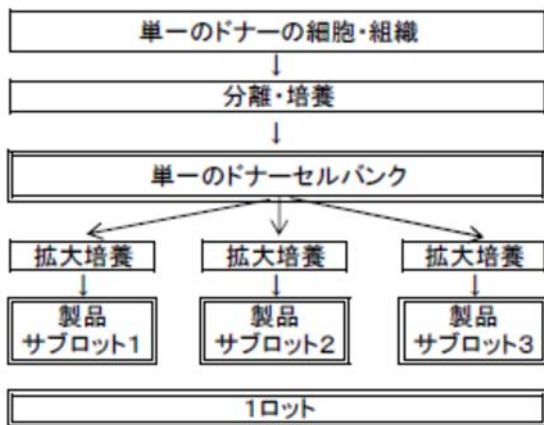 単一のドナーの細胞・組織
↓
分離・培養
↓
単一のドナーセルバンク
拡大培養 拡大培養 拡大培養
↓ ↓ ↓
製品 製品 製品
サブロット1 サブロット2 サブロット3
1ロット